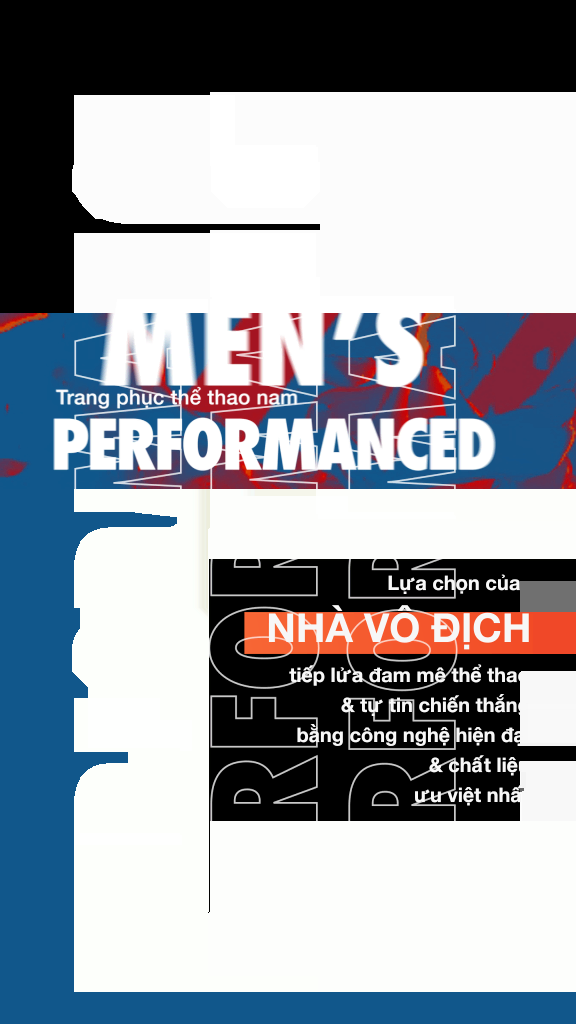 MEN'S
Trang phục thể thao nam
PERFORMANCED
Lựa chọn của
NHÀ VÔ ĐỊCH
tiếp lửa đam mê thể thao
& tự tin chiến thắng
bằng công nghệ hiện đại
& chất liệu
ưu việt nhất